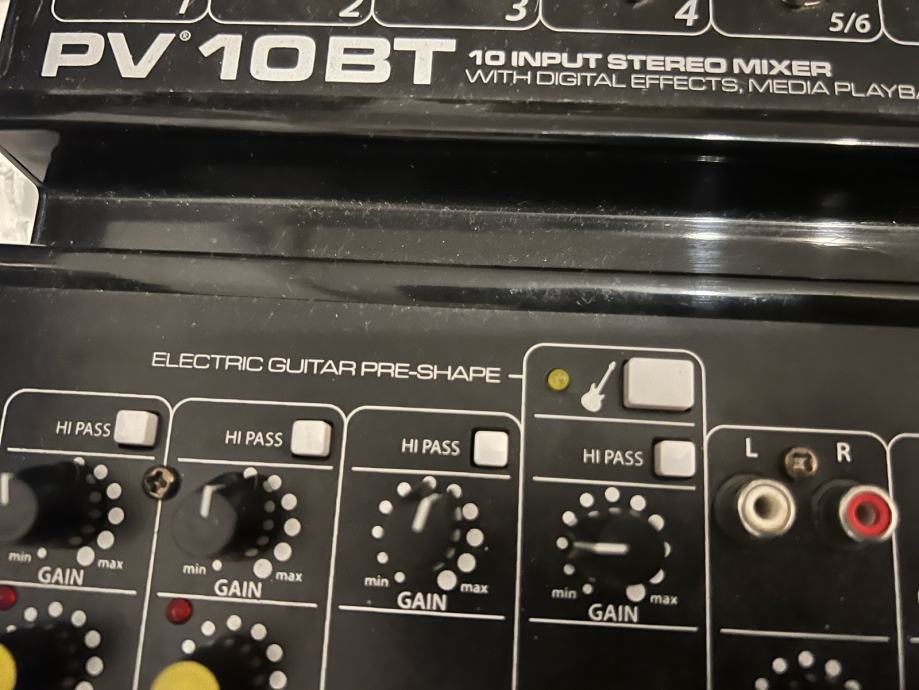 1 2 3 4 5/6
PV® 10BT 10 INPUT STEREO MIXER
WITH DIGITAL EFFECTS, MEDIA
ELECTRIC GUITAR PRE-SHAPE
HI PASS HI PASS HI PASS HI PASS L R
min max min max min max min max
GAIN GAIN GAIN GAIN